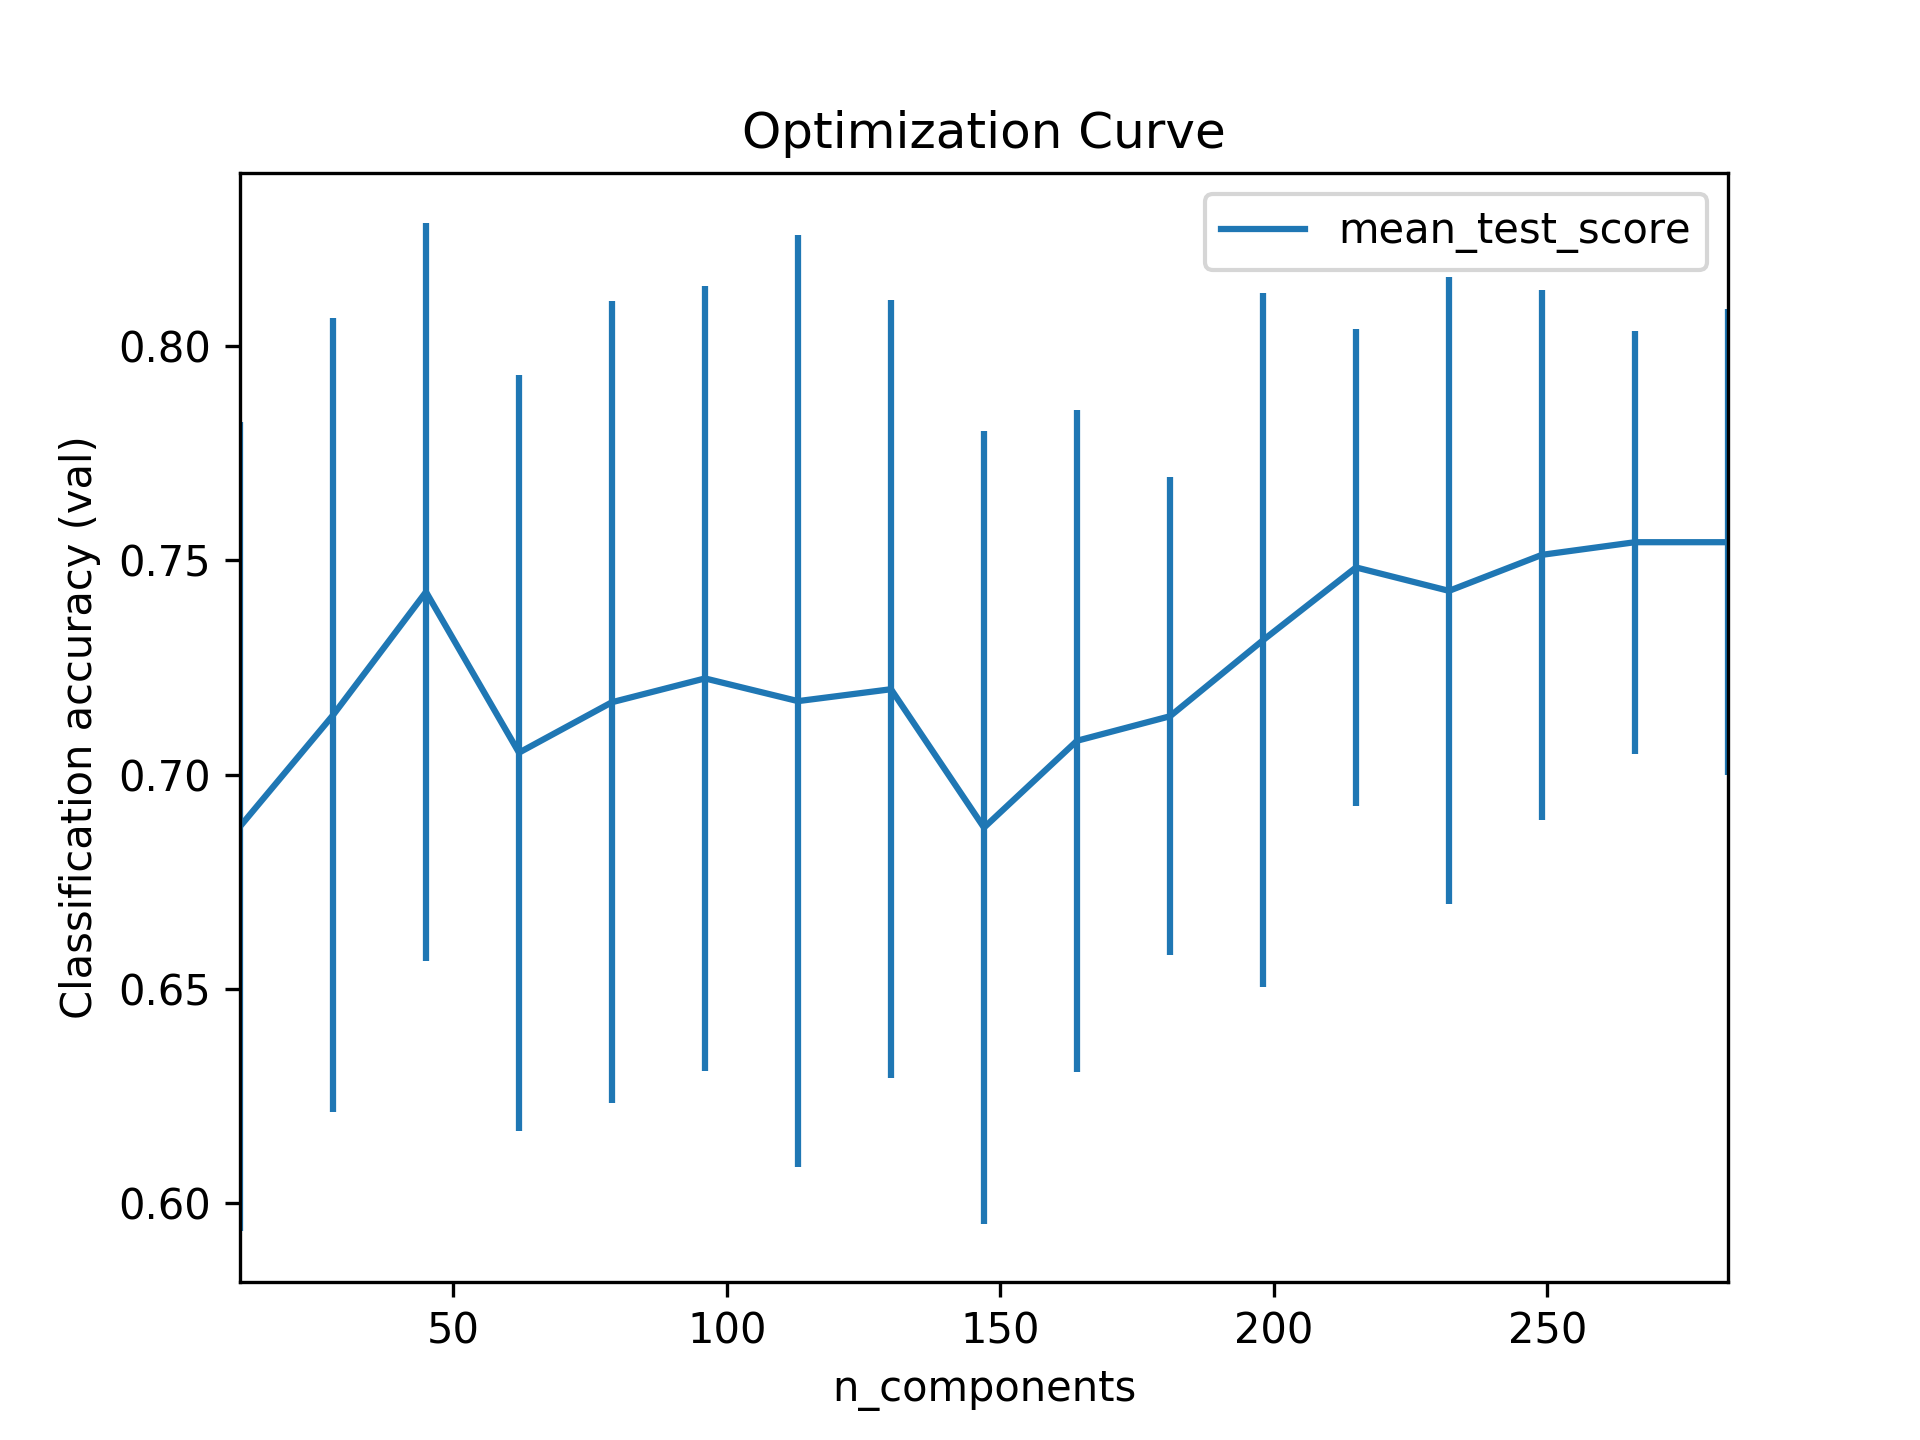 Optimization Curve
mean_test_score
Classification accuracy (val)
0.80
0.75
0.70
0.65
0.60
50 100 150 200 250
n_components